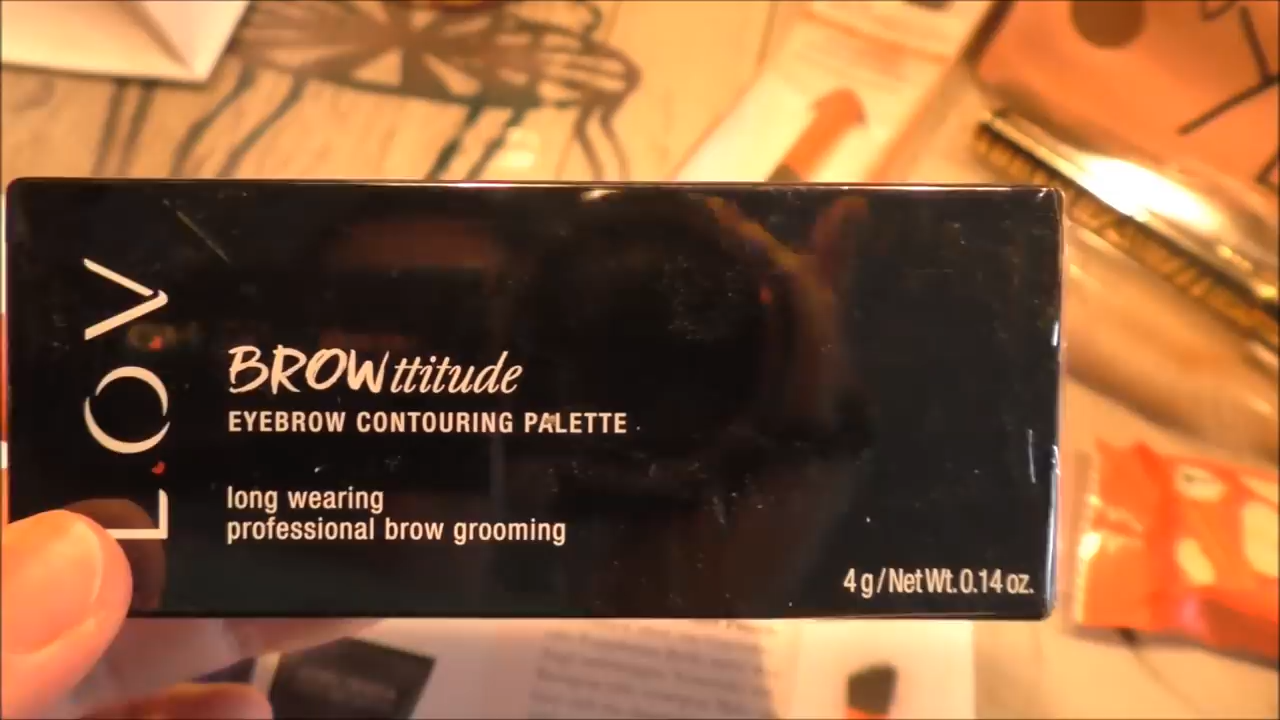 L.O.V
BROWttitude
EYEBROW CONTOURING PALETTE
long wearing
professional brow grooming
4 g / Net Wt. 0.14 oz.